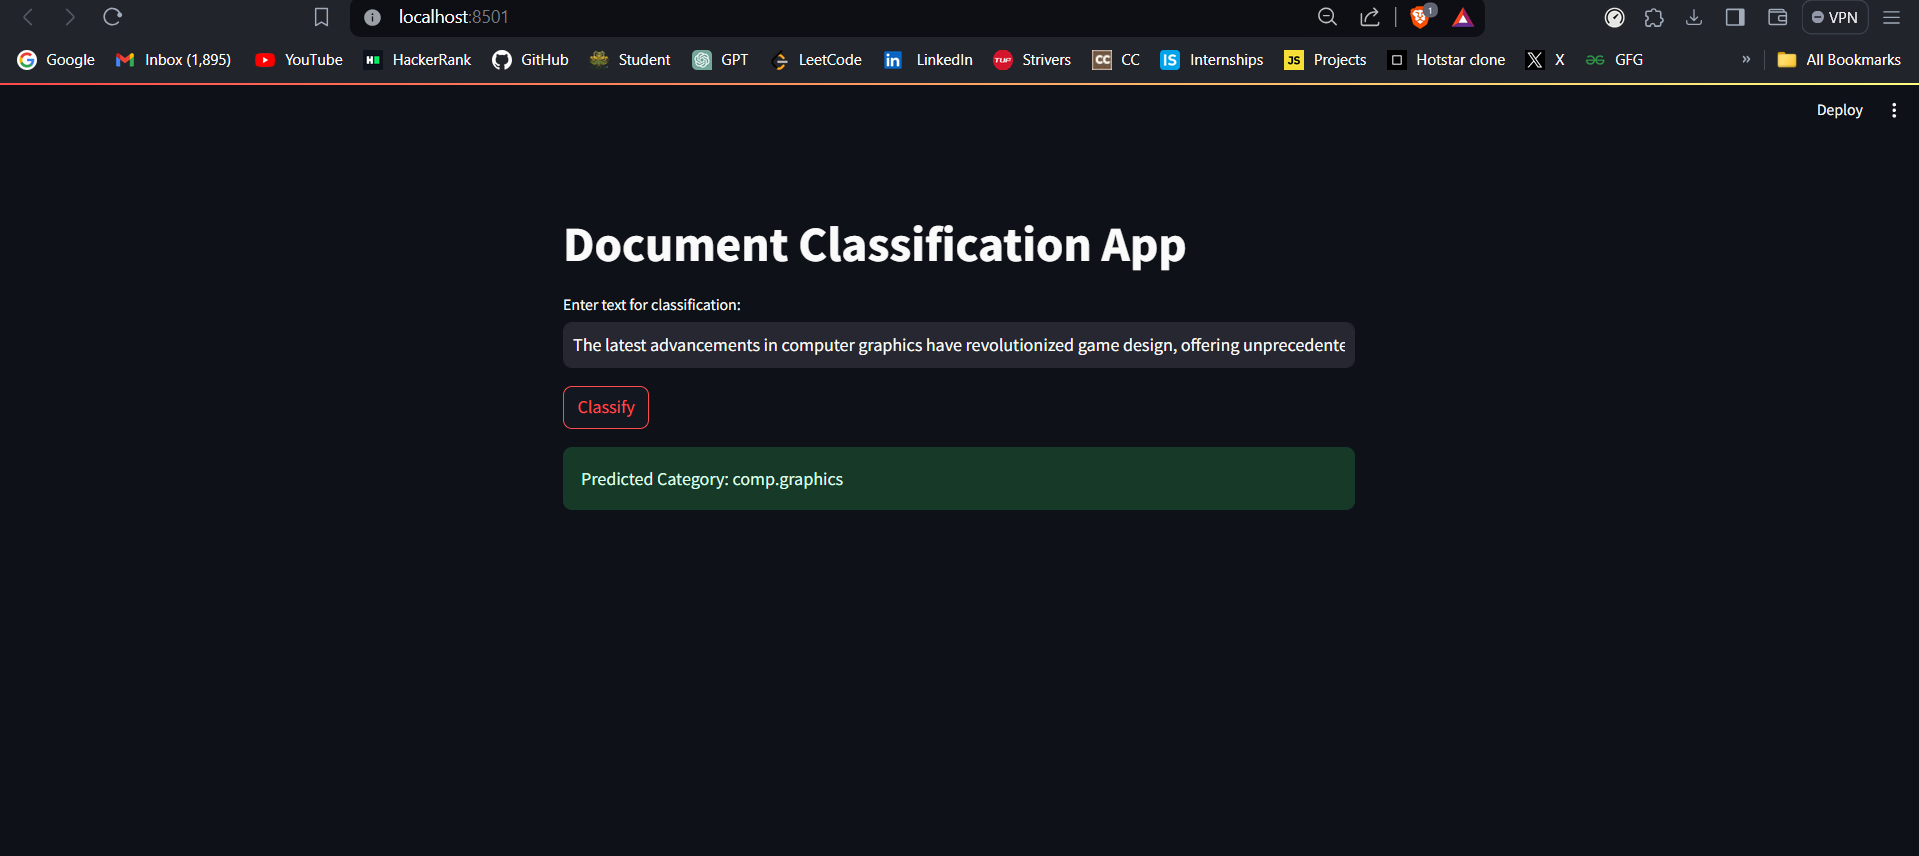 localhost:8501
1
VPN
Google Inbox (1,895) YouTube HackerRank GitHub Student GPT LeetCode LinkedIn Strivers CC Internships Projects Hotstar clone X GFG » All Bookmarks
Deploy
Document Classification App
Enter text for classification:
The latest advancements in computer graphics have revolutionized game design, offering unprecedente
Classify
Predicted Category: comp.graphics